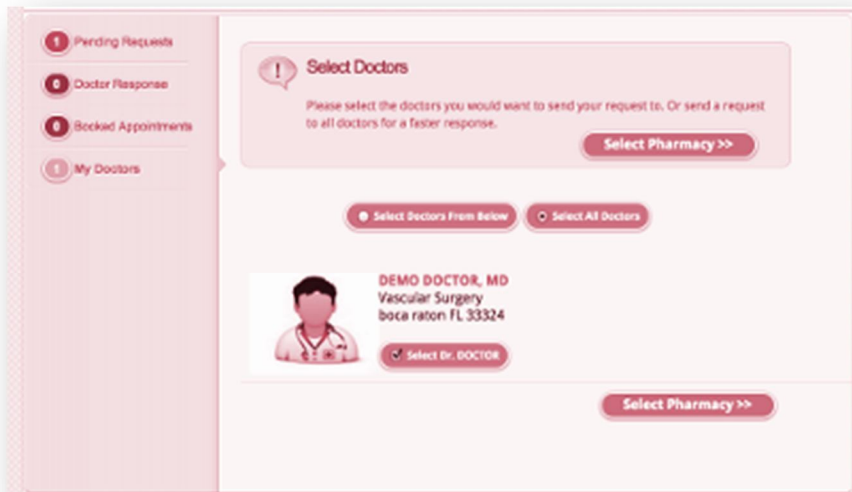 1 Pending Requests
0 Doctor Response
0 Booked Appointments
1 My Doctors
! Select Doctors
Please select the doctors you would want to send your request to. Or send a request
to all doctors for a faster response.
Select Pharmacy >>
Select Doctors From Below
Select All Doctors
DEMO DOCTOR, MD
Vascular Surgery
boca raton FL 33324
Select Dr. DOCTOR
Select Pharmacy >>